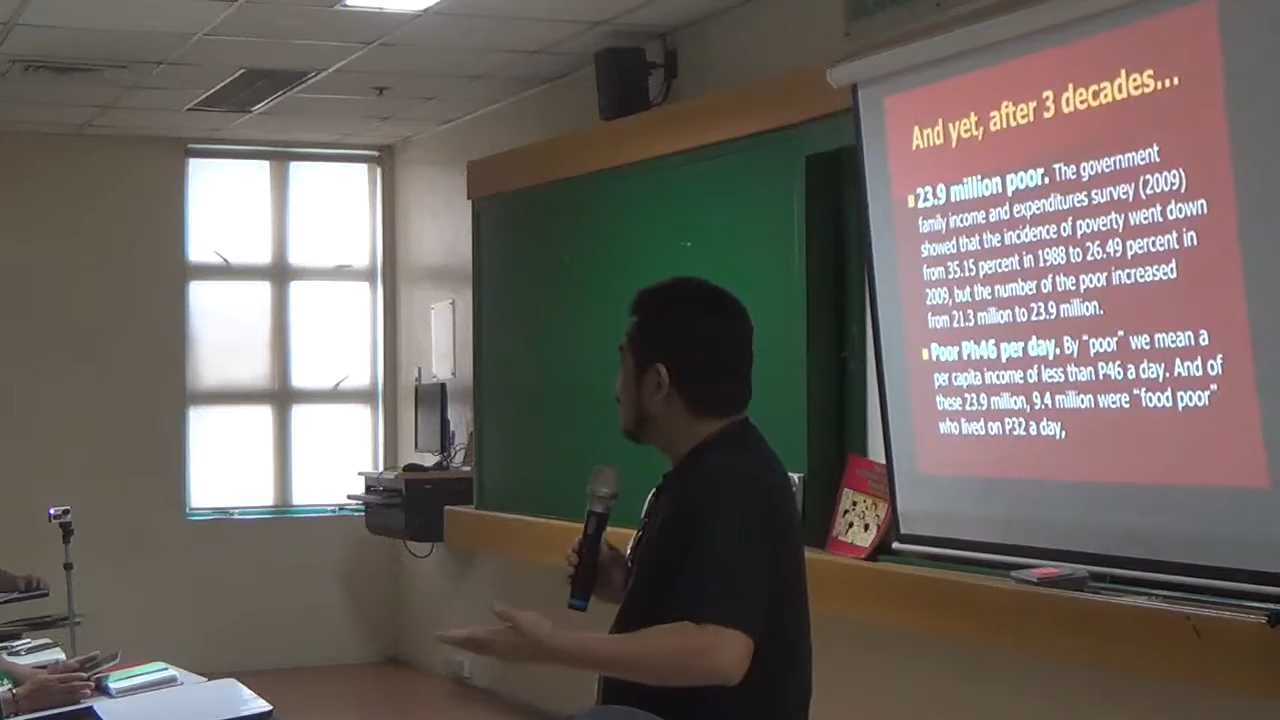 And yet, after 3 decades...
23.9 million poor. The government
family income and expenditures survey (2009)
showed that the incidence of poverty went down
from 35.15 percent in 1988 to 26.49 percent in
2009, but the number of the poor increased
from 21.3 million to 23.9 million.
Poor Ph46 per day. By “poor” we mean a
per capita income of less than P46 a day. And of
these 23.9 million, 9.4 million were “food poor”
who lived on P32 a day,